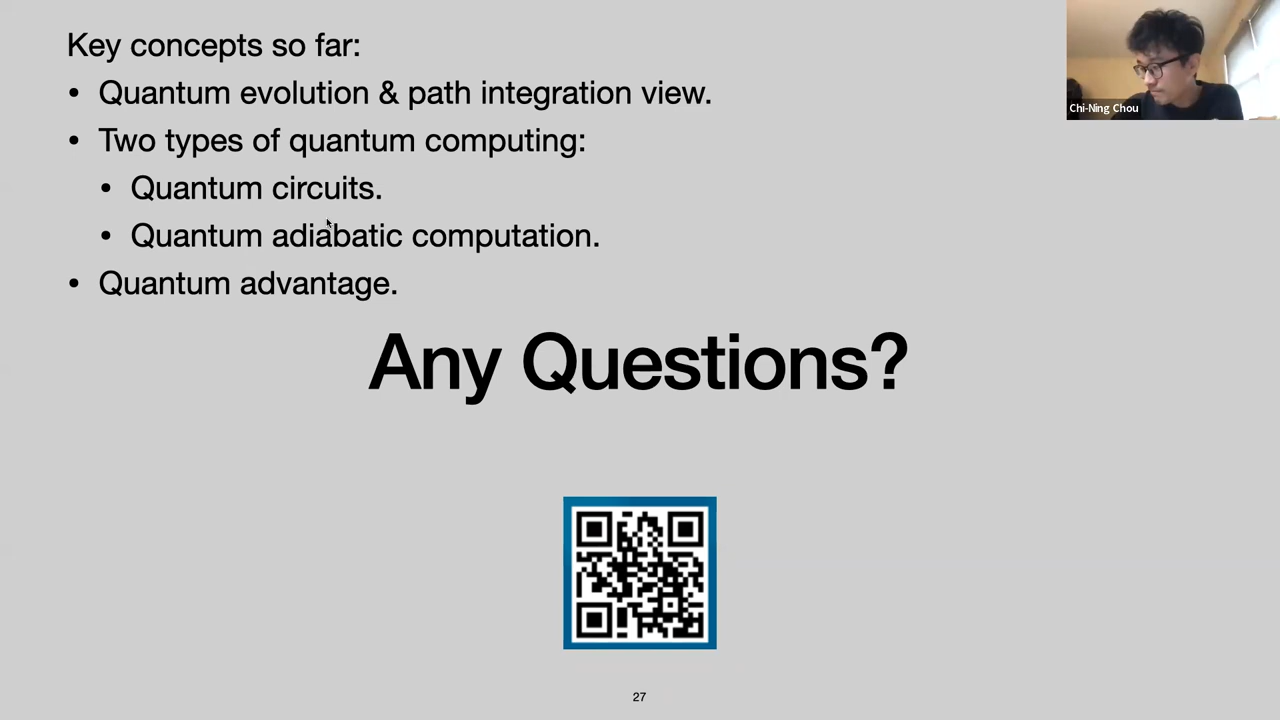 Key concepts so far:
• Quantum evolution & path integration view.
• Two types of quantum computing:
• Quantum circuits.
• Quantum adiabatic computation.
• Quantum advantage.
Any Questions?
Chi-Ning Chou
27